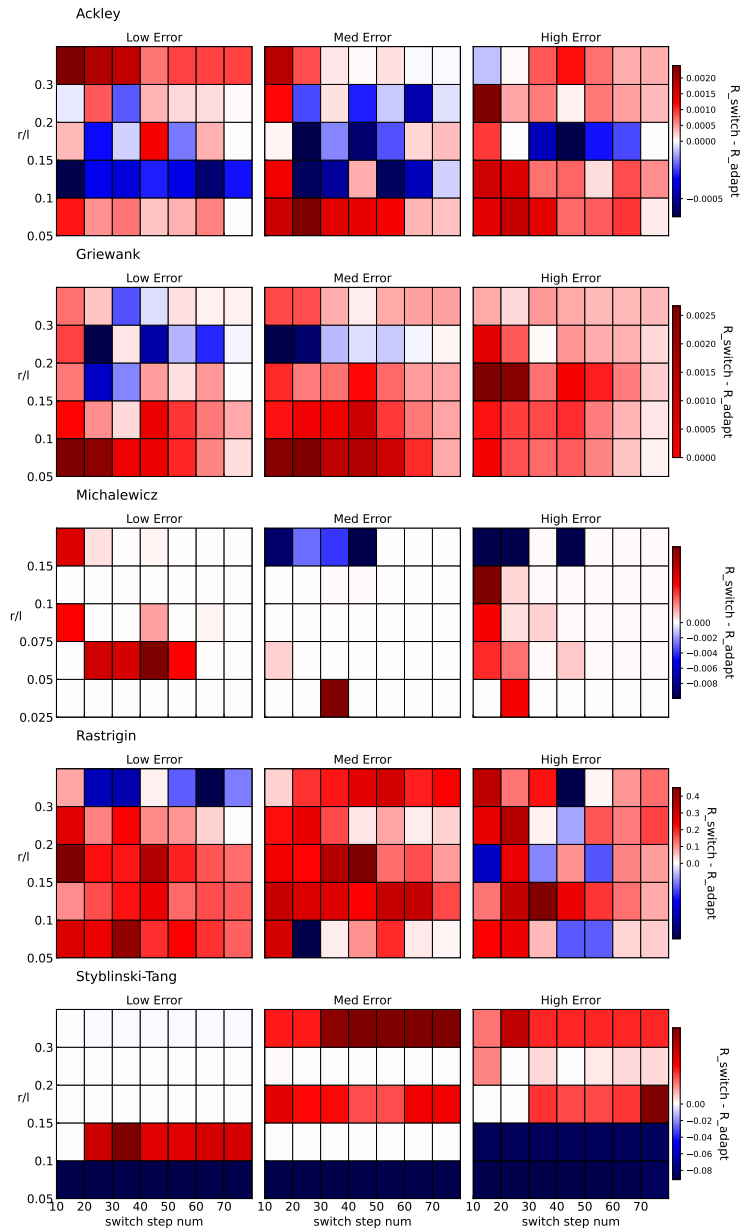 Ackley
Low Error
Med Error
High Error
0.3
0.2
r/l
0.15
0.1
0.05
0.0020
0.0015
0.0010
0.0005
0.0000
−0.0005
R_switch - R_adapt
Griewank
Low Error
Med Error
High Error
0.3
0.2
r/l
0.15
0.1
0.05
0.0025
0.0020
0.0015
0.0010
0.0005
0.0000
R_switch - R_adapt
Michalewicz
Low Error
Med Error
High Error
0.15
0.1
r/l
0.075
0.05
0.025
0.000
−0.002
−0.004
−0.006
−0.008
R_switch - R_adapt
Rastrigin
Low Error
Med Error
High Error
0.3
0.2
r/l
0.15
0.1
0.05
0.4
0.3
0.2
0.1
0.0
R_switch - R_adapt
Styblinski-Tang
Low Error
Med Error
High Error
0.3
0.2
r/l
0.15
0.1
0.05
0.00
−0.02
−0.04
−0.06
−0.08
R_switch - R_adapt
10 20 30 40 50 60 70
10 20 30 40 50 60 70
10 20 30 40 50 60 70
switch step num
switch step num
switch step num